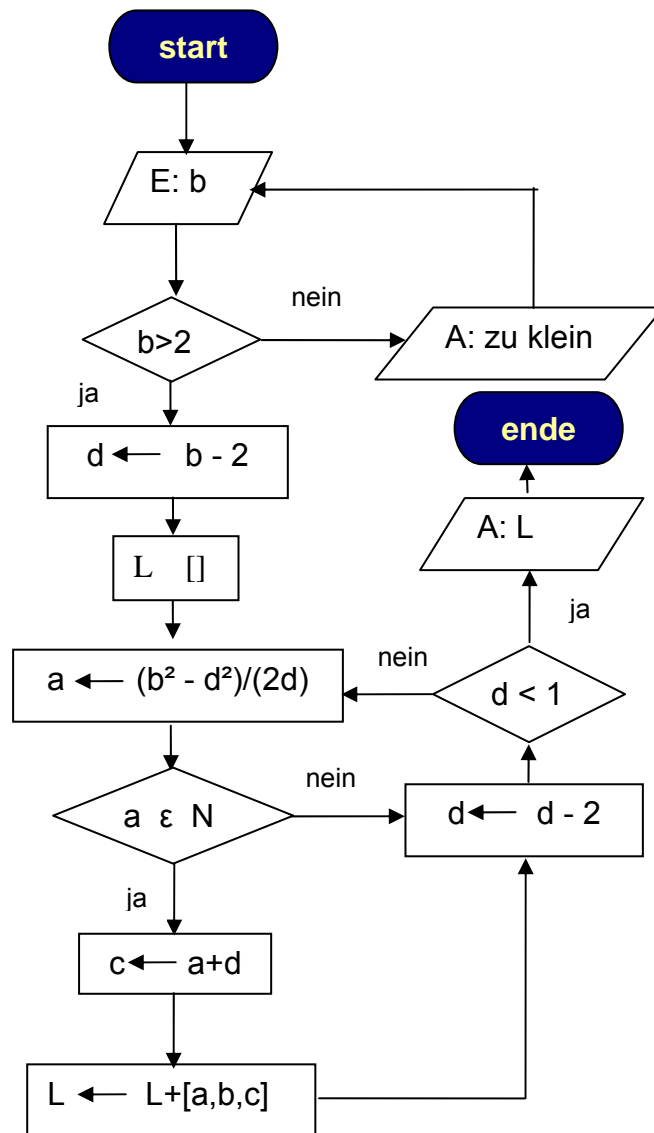 start
E: b
nein
b>2
A: zu klein
ja
ende
d ← b - 2
A: L
L []
ja
nein
a ← (b² - d²)/(2d)
d < 1
nein
a ε N
d ← d - 2
ja
c ← a+d
L ← L+[a,b,c]